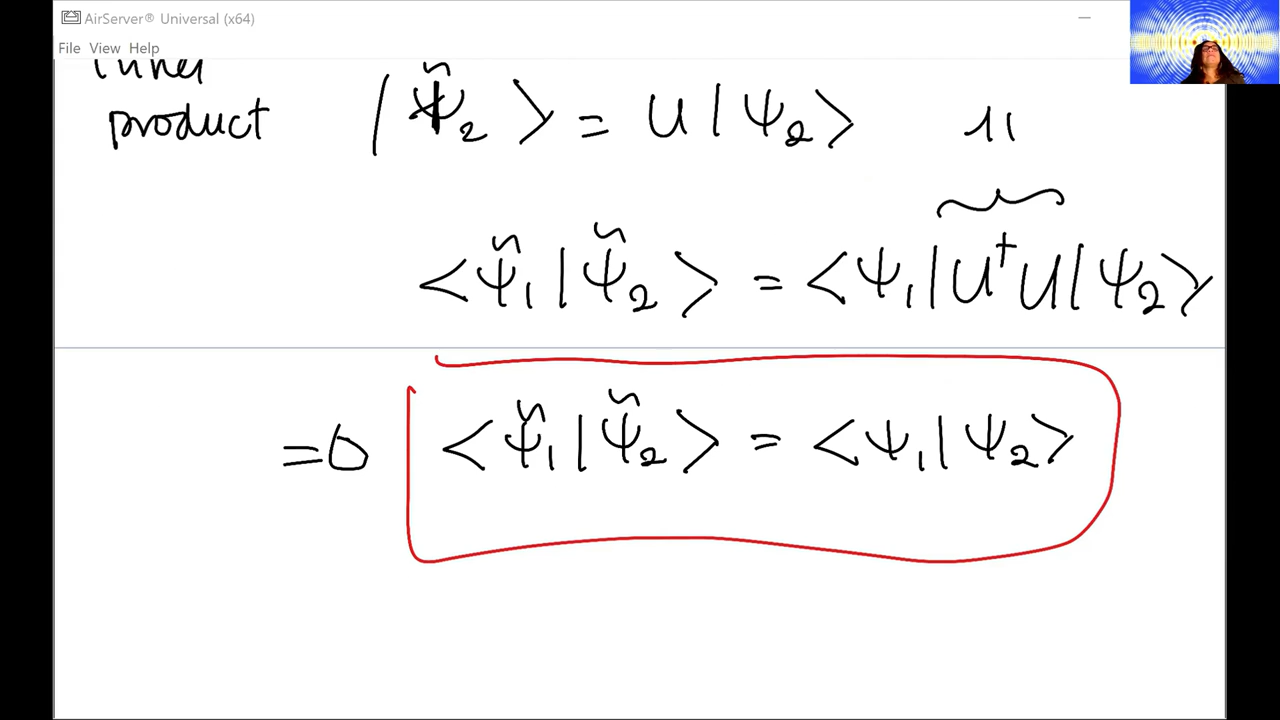 AirServer® Universal (x64)
File View Help
inner
product |Ψ̃₂⟩ = U|Ψ₂⟩ 11
⟨Ψ̃₁|Ψ̃₂⟩ = ⟨Ψ₁|U†U|Ψ₂⟩
=0 ⟨Ψ̃₁|Ψ̃₂⟩ = ⟨Ψ₁|Ψ₂⟩